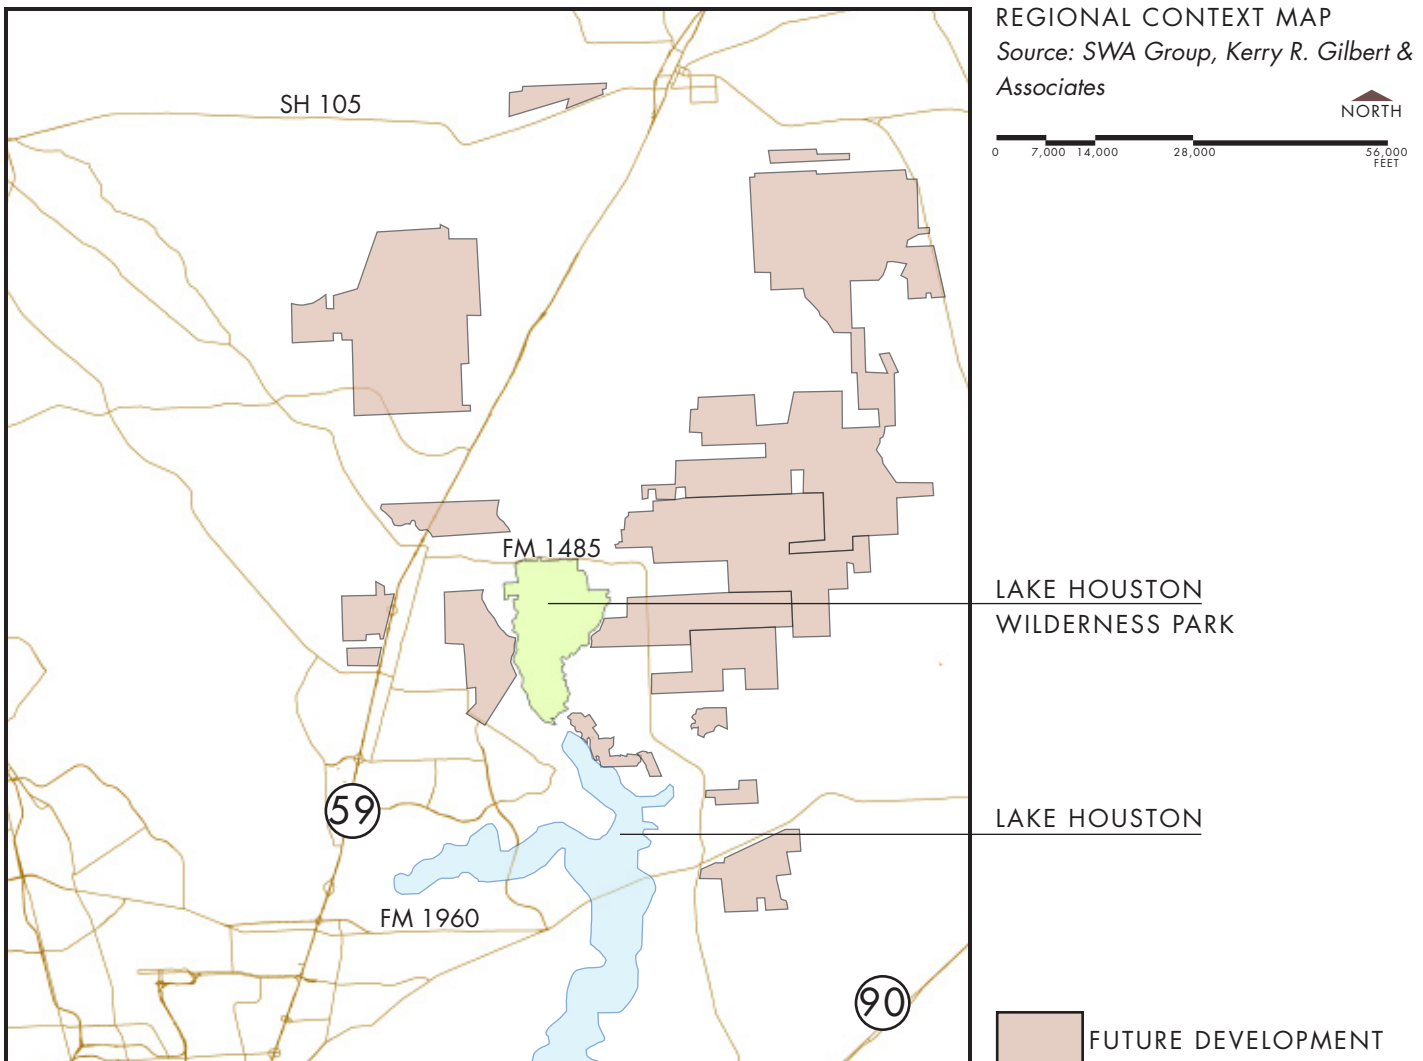 REGIONAL CONTEXT MAP
Source: SWA Group, Kerry R. Gilbert &
Associates
NORTH
0 7,000 14,000 28,000 56,000
FEET
SH 105
FM 1485
LAKE HOUSTON
WILDERNESS PARK
59
LAKE HOUSTON
FM 1960
90
FUTURE DEVELOPMENT